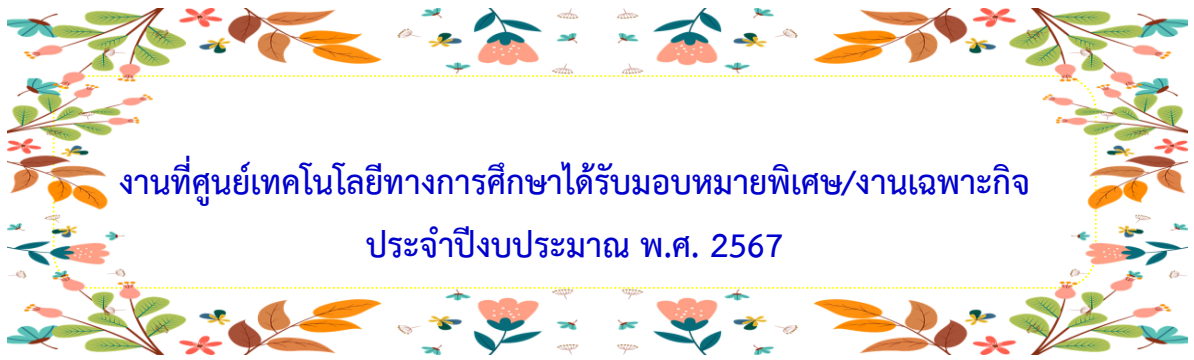 งานที่ศูนย์เทคโนโลยีทางการศึกษาได้รับมอบหมายพิเศษ/งานเฉพาะกิจ
ประจำปีงบประมาณ พ.ศ. 2567